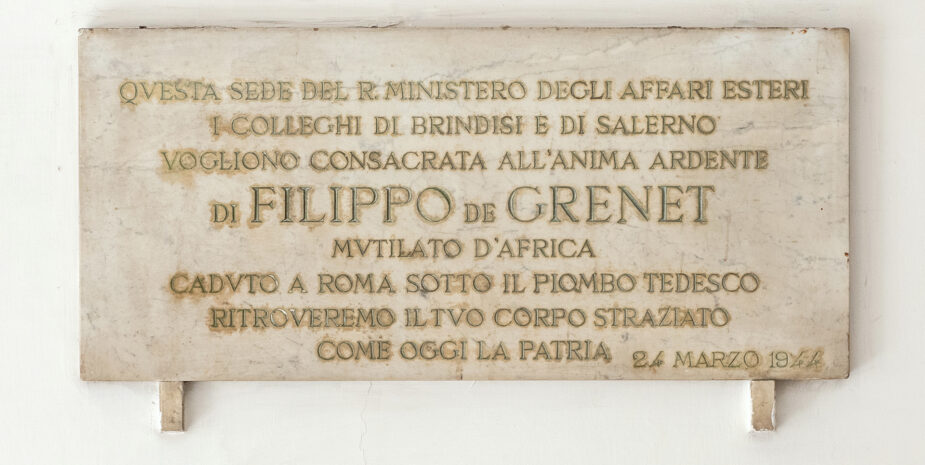 QVESTA SEDE DEL R. MINISTERO DEGLI AFFARI ESTERI
I COLLEGHI DI BRINDISI E DI SALERNO
VOGLIONO CONSACRATA ALL'ANIMA ARDENTE
DI FILIPPO DE GRENET
MVTILATO D'AFRICA
CADVTO A ROMA SOTTO IL PIOMBO TEDESCO
RITROVEREMO IL TVO CORPO STRAZIATO
COME OGGI LA PATRIA
24 MARZO 1944